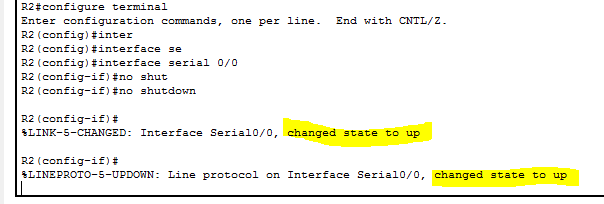 R2#configure terminal
Enter configuration commands, one per line.  End with CNTL/Z.
R2(config)#inter
R2(config)#interface se
R2(config)#interface serial 0/0
R2(config-if)#no shut
R2(config-if)#no shutdown
R2(config-if)#
%LINK-5-CHANGED: Interface Serial0/0, changed state to up
R2(config-if)#
%LINEPROTO-5-UPDOWN: Line protocol on Interface Serial0/0, changed state to up